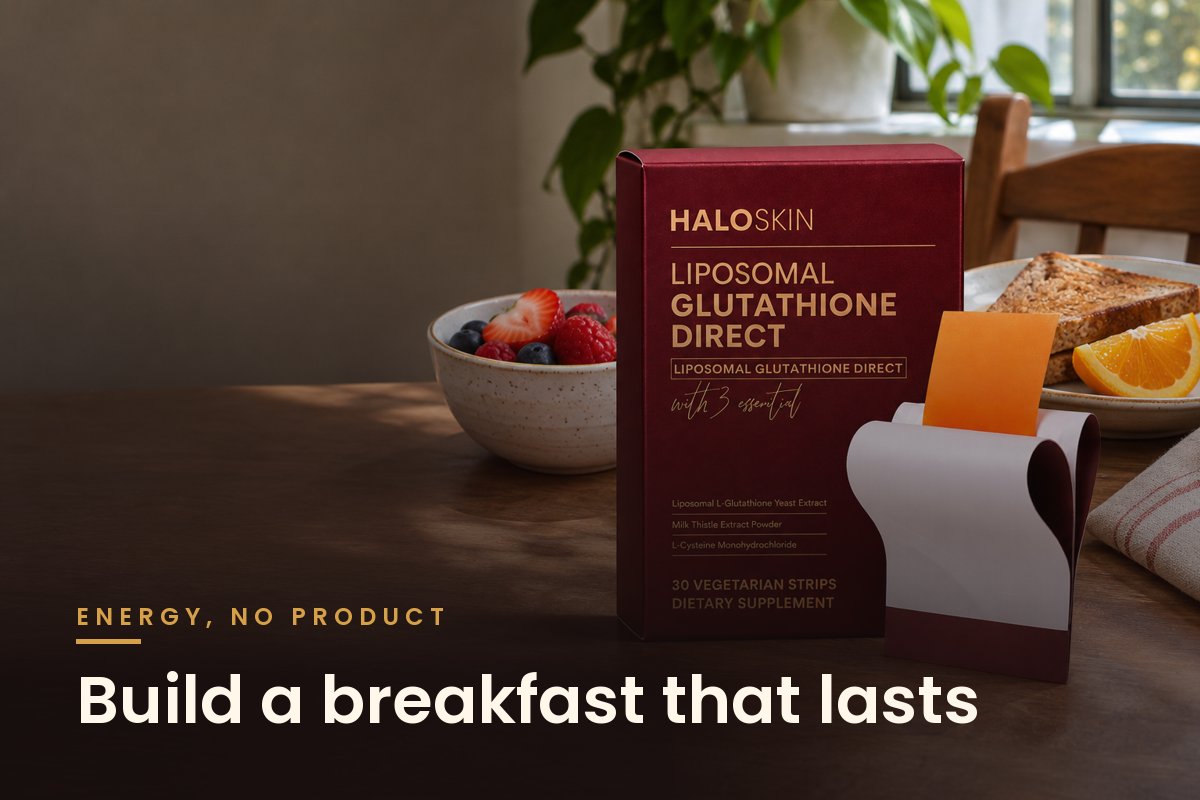 HALOSKIN
LIPOSOMAL
GLUTATHIONE
DIRECT
LIPOSOMAL GLUTATHIONE DIRECT
with 3 essential
Liposomal L-Glutathione Yeast Extract
Milk Thistle Extract Powder
L-Cysteine Monohydrochloride
30 VEGETARIAN STRIPS
DIETARY SUPPLEMENT
ENERGY, NO PRODUCT
Build a breakfast that lasts